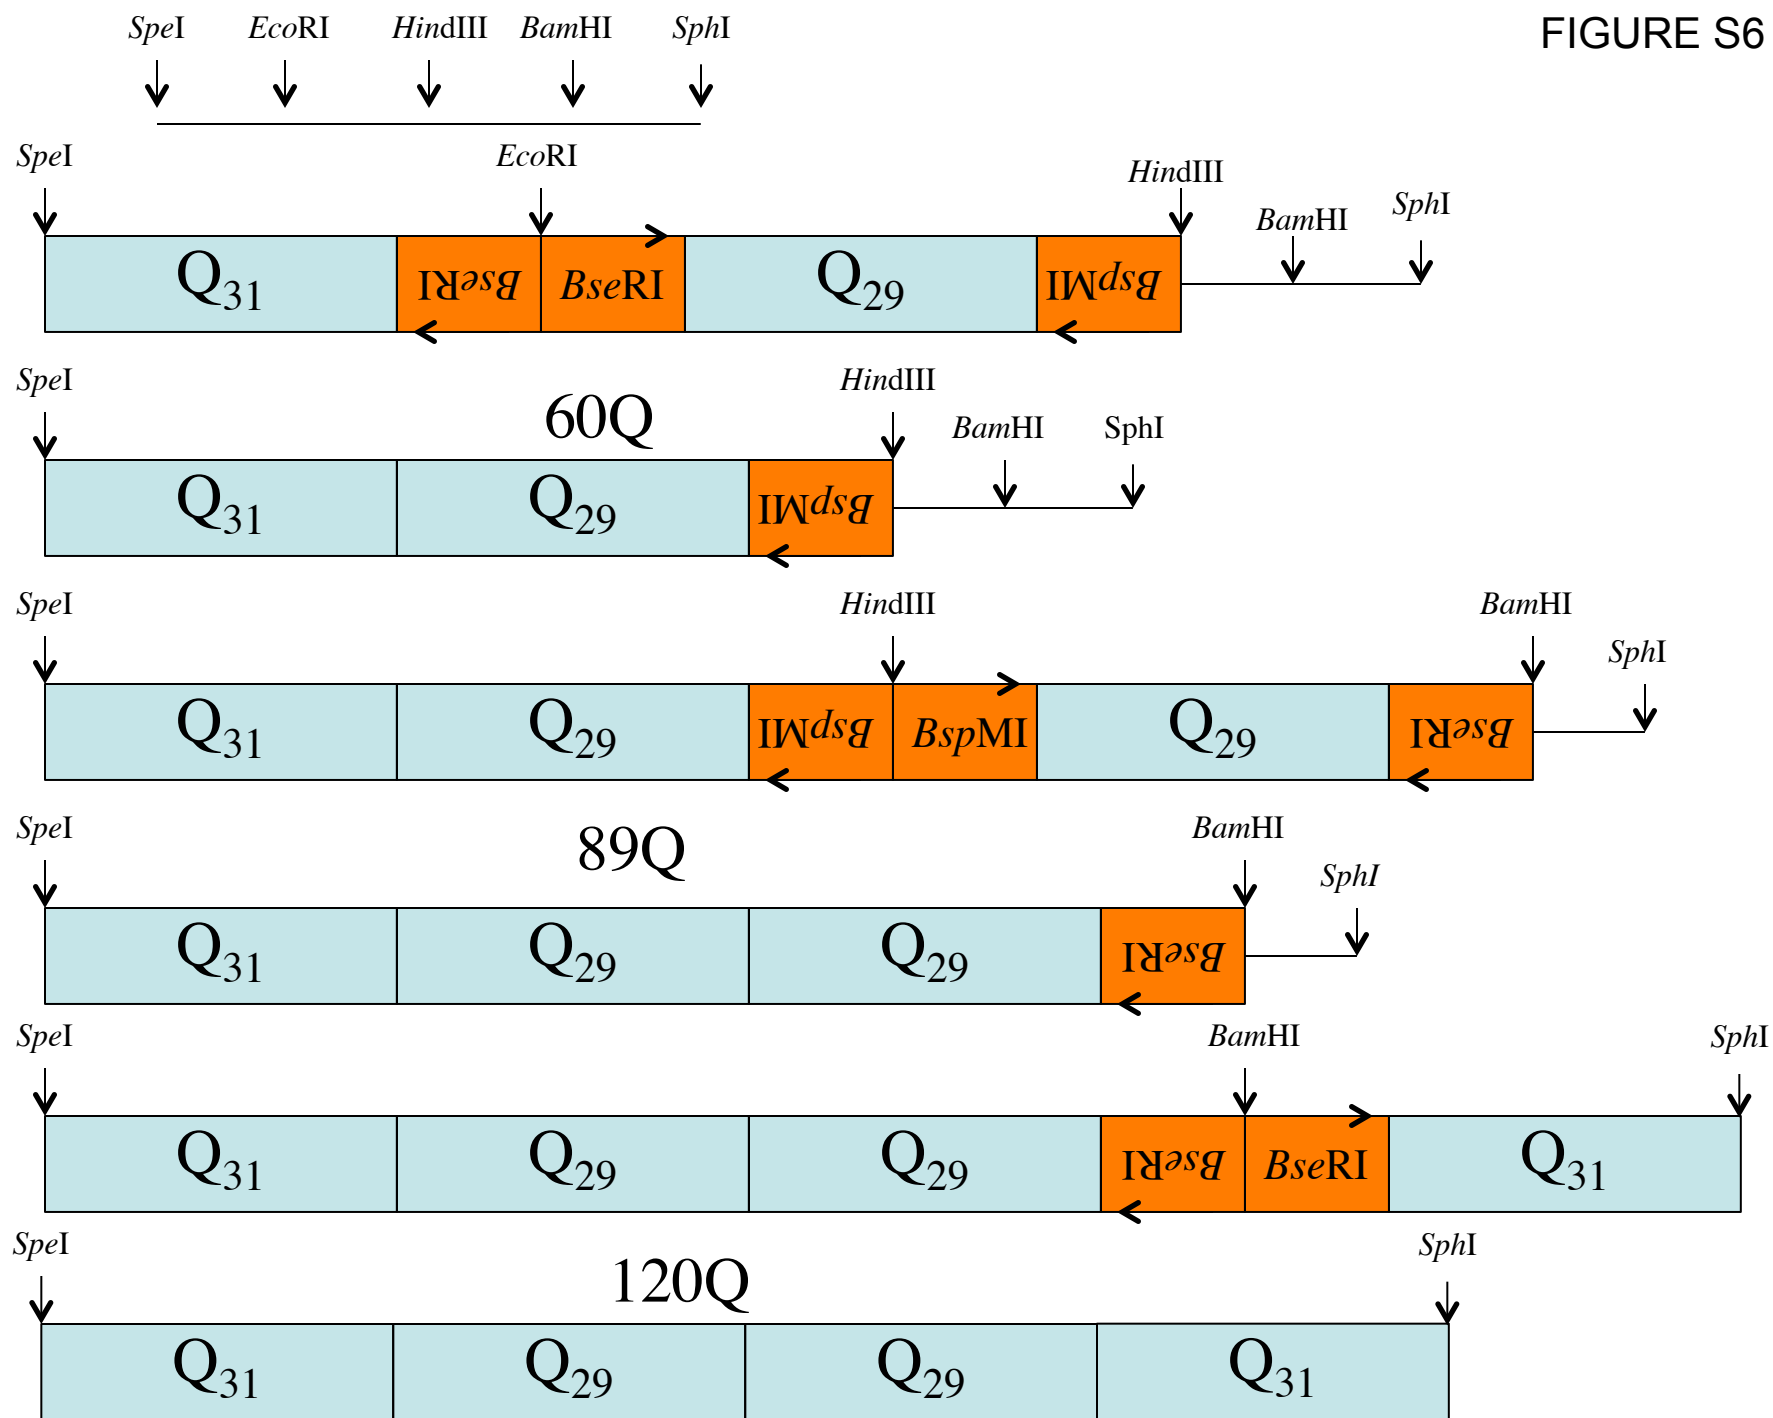 FIGURE S6
SpeI EcoRI HindIII BamHI SphI
SpeI EcoRI HindIII BamHI SphI
Q31 BseRI BseRI Q29 BspMI
SpeI 60Q HindIII BamHI SphI
Q31 Q29 BspMI
SpeI HindIII BamHI SphI
Q31 Q29 BspMI BspMI Q29 BseRI
SpeI 89Q BamHI SphI
Q31 Q29 Q29 BseRI
SpeI BamHI SphI
Q31 Q29 Q29 BseRI BseRI Q31
SpeI 120Q SphI
Q31 Q29 Q29 Q31